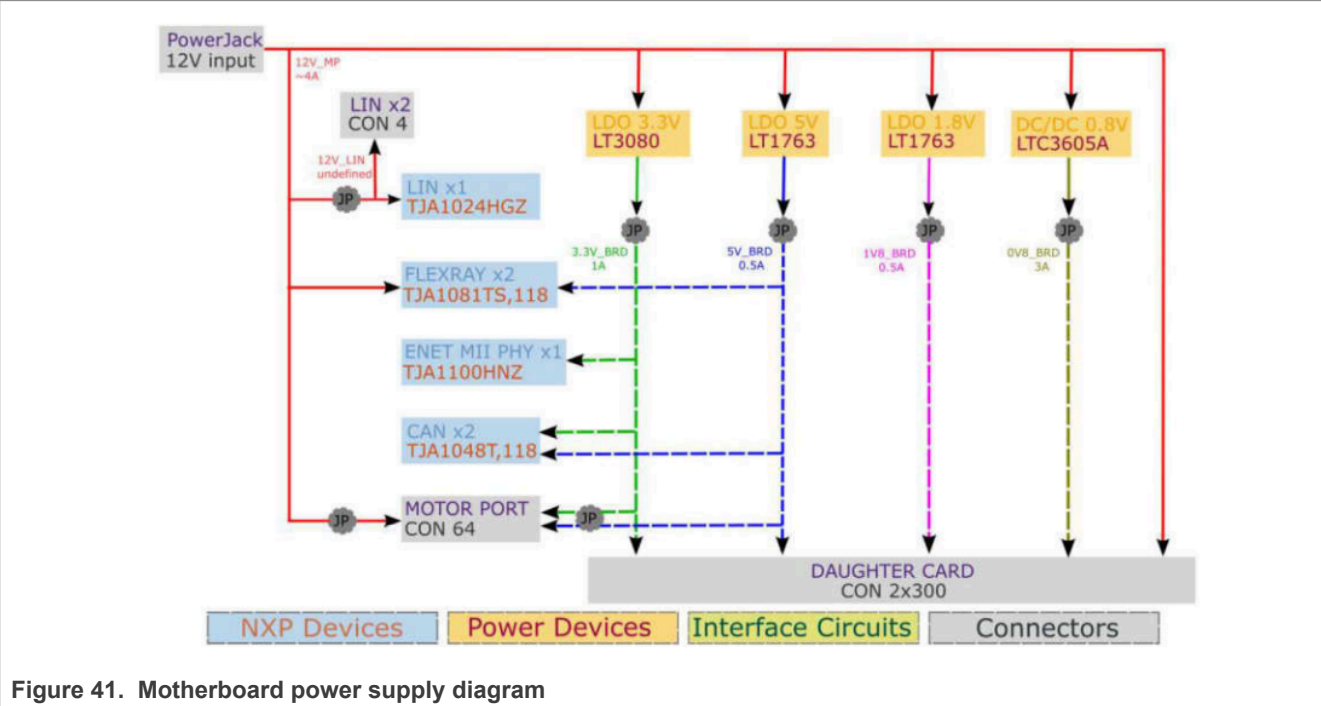 PowerJack
12V input
12V_MP
~4A
LIN x2
CON 4
12V_LIN
undefined
JP
LIN x1
TJA1024HGZ
LDO 3.3V
LT3080
LDO 5V
LT1763
LDO 1.8V
LT1763
DC/DC 0.8V
LTC3605A
JP
JP
JP
JP
3.3V_BRD
1A
5V_BRD
0.5A
1V8_BRD
0.5A
0V8_BRD
3A
FLEXRAY x2
TJA1081TS,118
ENET MII PHY x1
TJA1100HNZ
CAN x2
TJA1048T,118
JP
MOTOR PORT
CON 64
JP
DAUGHTER CARD
CON 2x300
NXP Devices
Power Devices
Interface Circuits
Connectors
Figure 41. Motherboard power supply diagram